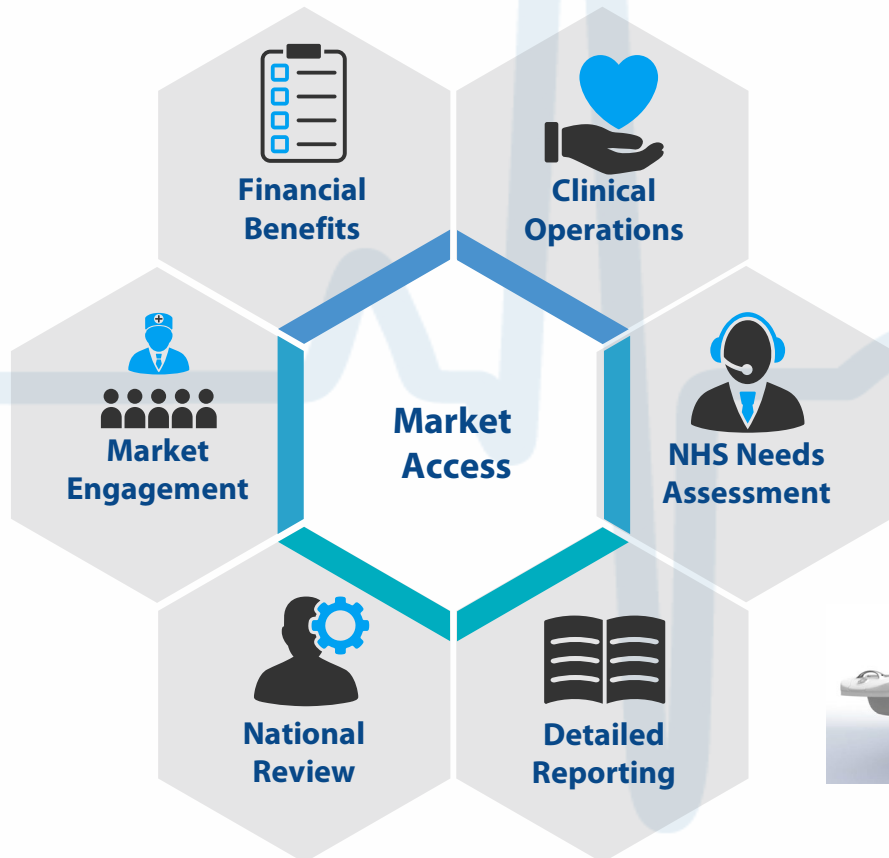 Financial
Benefits
Clinical
Operations
Market
Engagement
Market
Access
NHS Needs
Assessment
National
Review
Detailed
Reporting